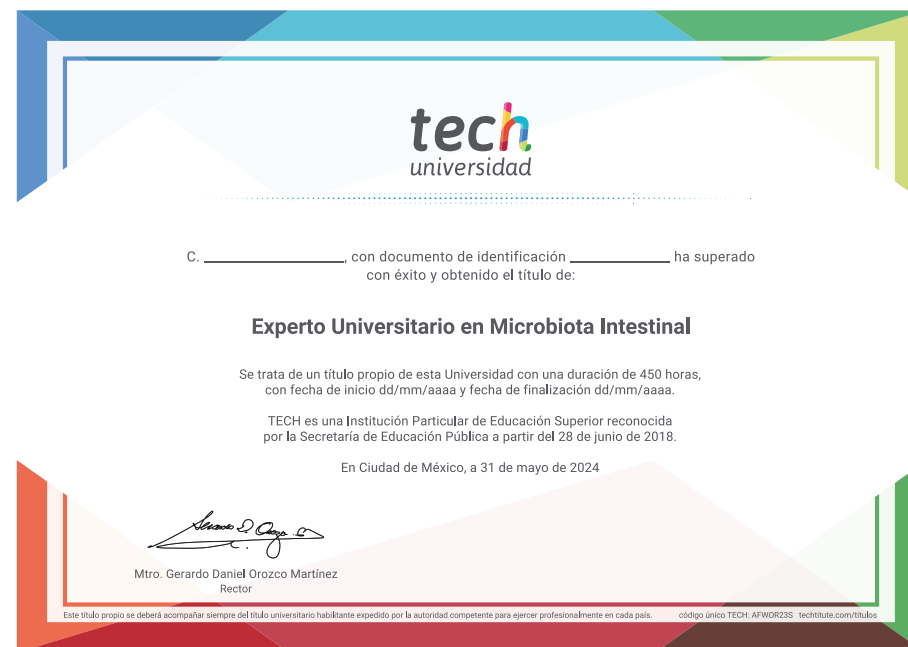 tech
universidad
C. ____________, con documento de identificación ____________ ha superado
con éxito y obtenido el título de:
Experto Universitario en Microbiota Intestinal
Se trata de un título propio de esta Universidad con una duración de 450 horas,
con fecha de inicio dd/mm/aaaa y fecha de finalización dd/mm/aaaa.
TECH es una Institución Particular de Educación Superior reconocida
por la Secretaría de Educación Pública a partir del 28 de junio de 2018.
En Ciudad de México, a 31 de mayo de 2024
Mtro. Gerardo Daniel Orozco Martínez
Rector
Este título propio se deberá acompañar siempre del título universitario habilitante expedido por la autoridad competente para ejercer profesionalmente en cada país. código único TECH: AFWOR23S techtitute.com/titulos